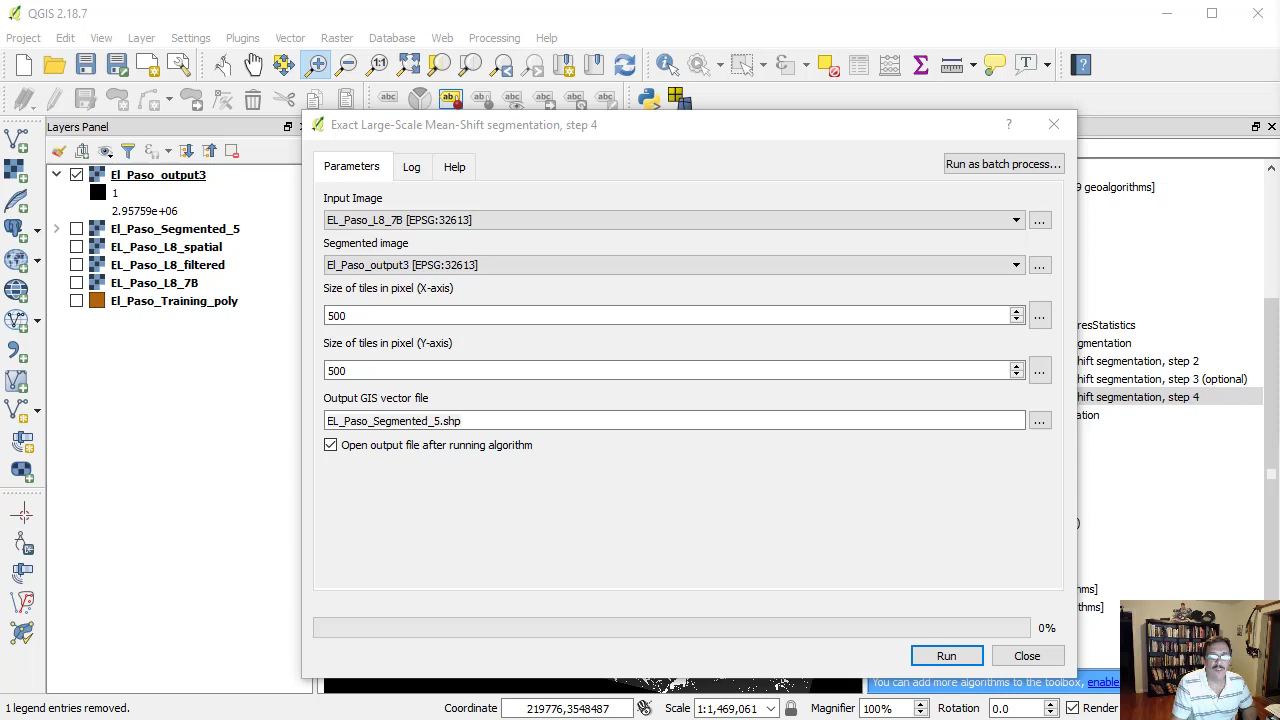 QGIS 2.18.7
Project Edit View Layer Settings Plugins Vector Raster Database Web Processing Help
Layers Panel
Exact Large-Scale Mean-Shift segmentation, step 4
Parameters Log Help Run as batch process...
El_Paso_output3
1
2.95759e+06
El_Paso_Segmented_5
EL_Paso_L8_spatial
EL_Paso_L8_filtered
EL_Paso_L8_7B
El_Paso_Training_poly
Input Image
EL_Paso_L8_7B [EPSG:32613]
Segmented image
El_Paso_output3 [EPSG:32613]
Size of tiles in pixel (X-axis)
500
Size of tiles in pixel (Y-axis)
500
Output GIS vector file
EL_Paso_Segmented_5.shp
Open output file after running algorithm
0%
Run Close
9 geoalgorithms]
resStatistics
gmentation
hift segmentation, step 2
hift segmentation, step 3 (optional)
hift segmentation, step 4
ation
)
ms]
thms]
You can add more algorithms to the toolbox, enable
1 legend entries removed.
Coordinate 219776,3548487 Scale 1:1,469,061 Magnifier 100% Rotation 0.0 Render